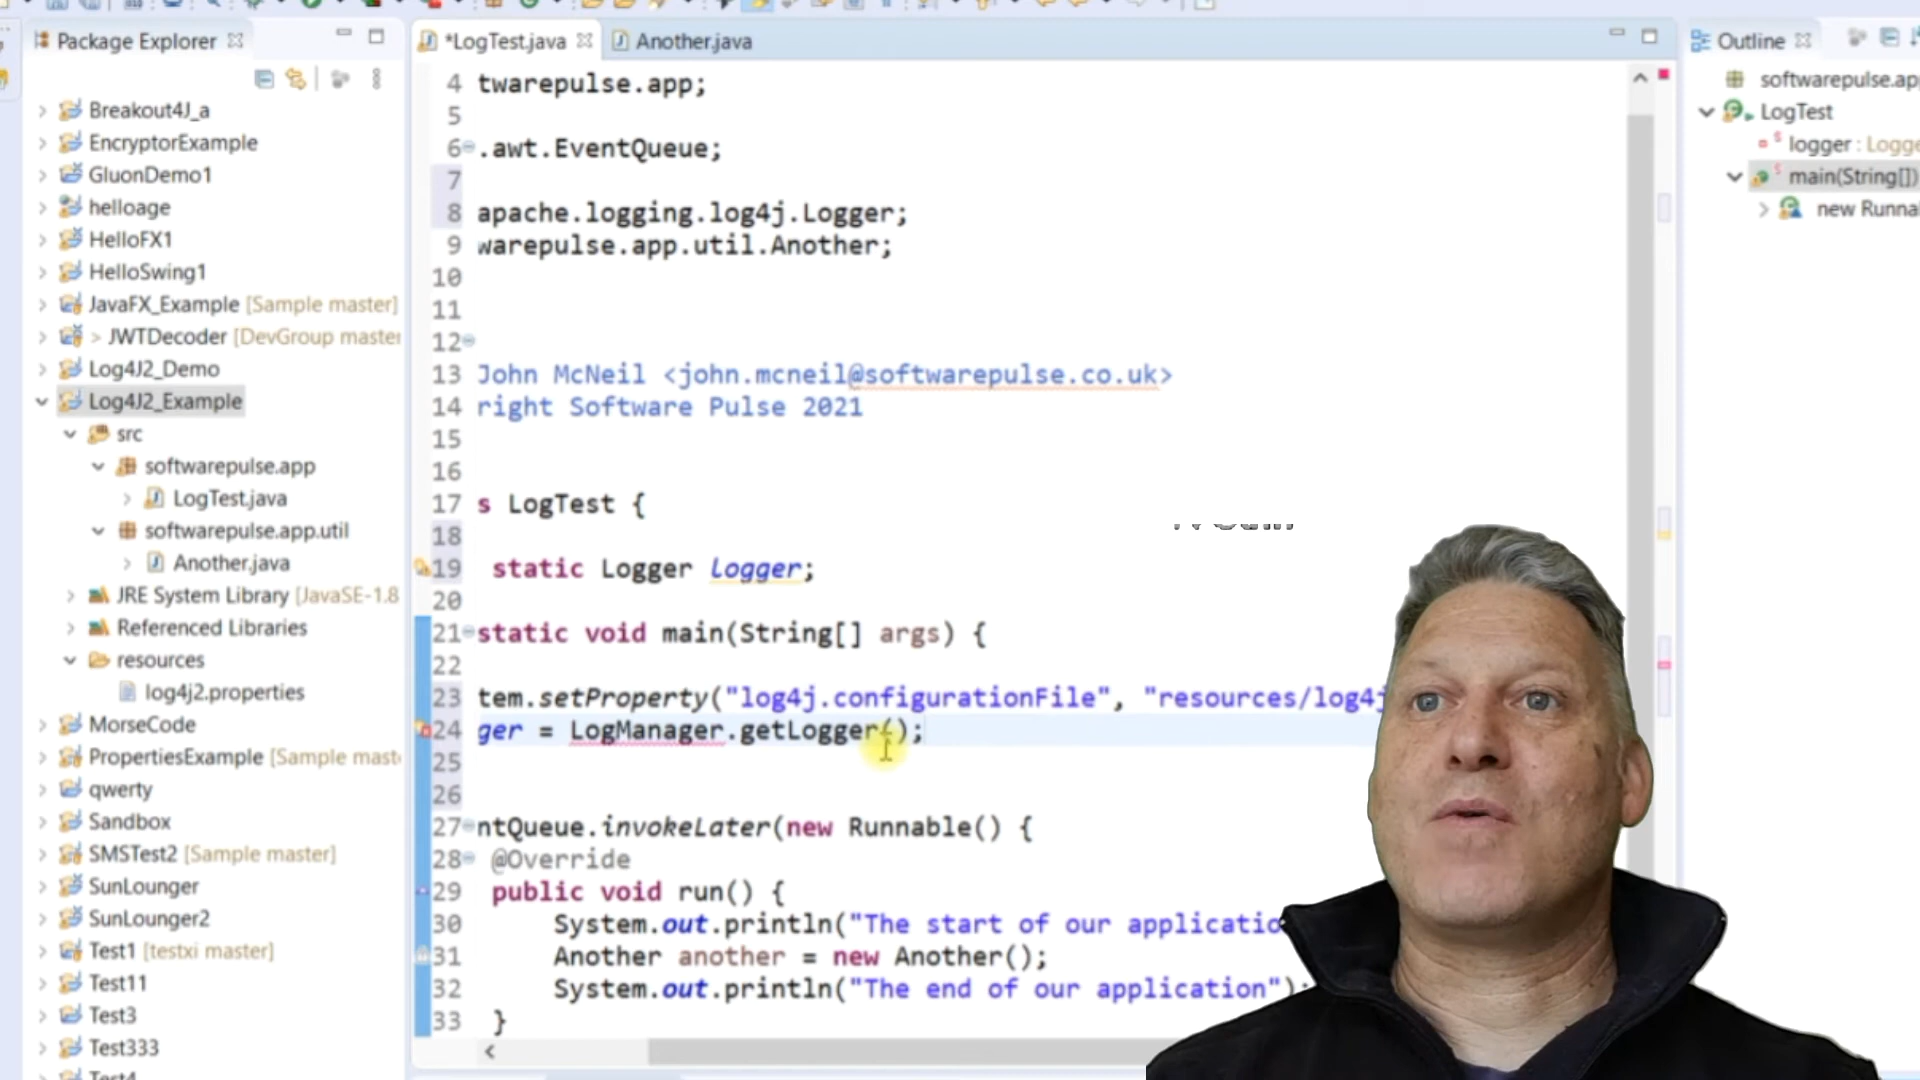 Package Explorer
Breakout4J_a
EncryptorExample
GluonDemo1
helloage
HelloFX1
HelloSwing1
JavaFX_Example [Sample master]
> JWTDecoder [DevGroup master
Log4J2_Demo
Log4J2_Example
src
softwarepulse.app
LogTest.java
softwarepulse.app.util
Another.java
JRE System Library [JavaSE-1.8
Referenced Libraries
resources
log4j2.properties
MorseCode
PropertiesExample [Sample mast
qwerty
Sandbox
SMSTest2 [Sample master]
SunLounger
SunLounger2
Test1 [testxi master]
Test11
Test3
Test333
Test4
*LogTest.java
Another.java
4 twarepulse.app;
5
6 .awt.EventQueue;
7
8 apache.logging.log4j.Logger;
9 warepulse.app.util.Another;
10
11
12
13 John McNeil <john.mcneil@softwarepulse.co.uk>
14 right Software Pulse 2021
15
16
17 s LogTest {
18
19 static Logger logger;
20
21 static void main(String[] args) {
22
23 tem.setProperty("log4j.configurationFile", "resources/log4j
24 ger = LogManager.getLogger();
25
26
27 ntQueue.invokeLater(new Runnable() {
28 @Override
29 public void run() {
30 System.out.println("The start of our applicatio
31 Another another = new Another();
32 System.out.println("The end of our application");
33 }
Outline
softwarepulse.app
LogTest
logger : Logge
main(String[])
new Runnal